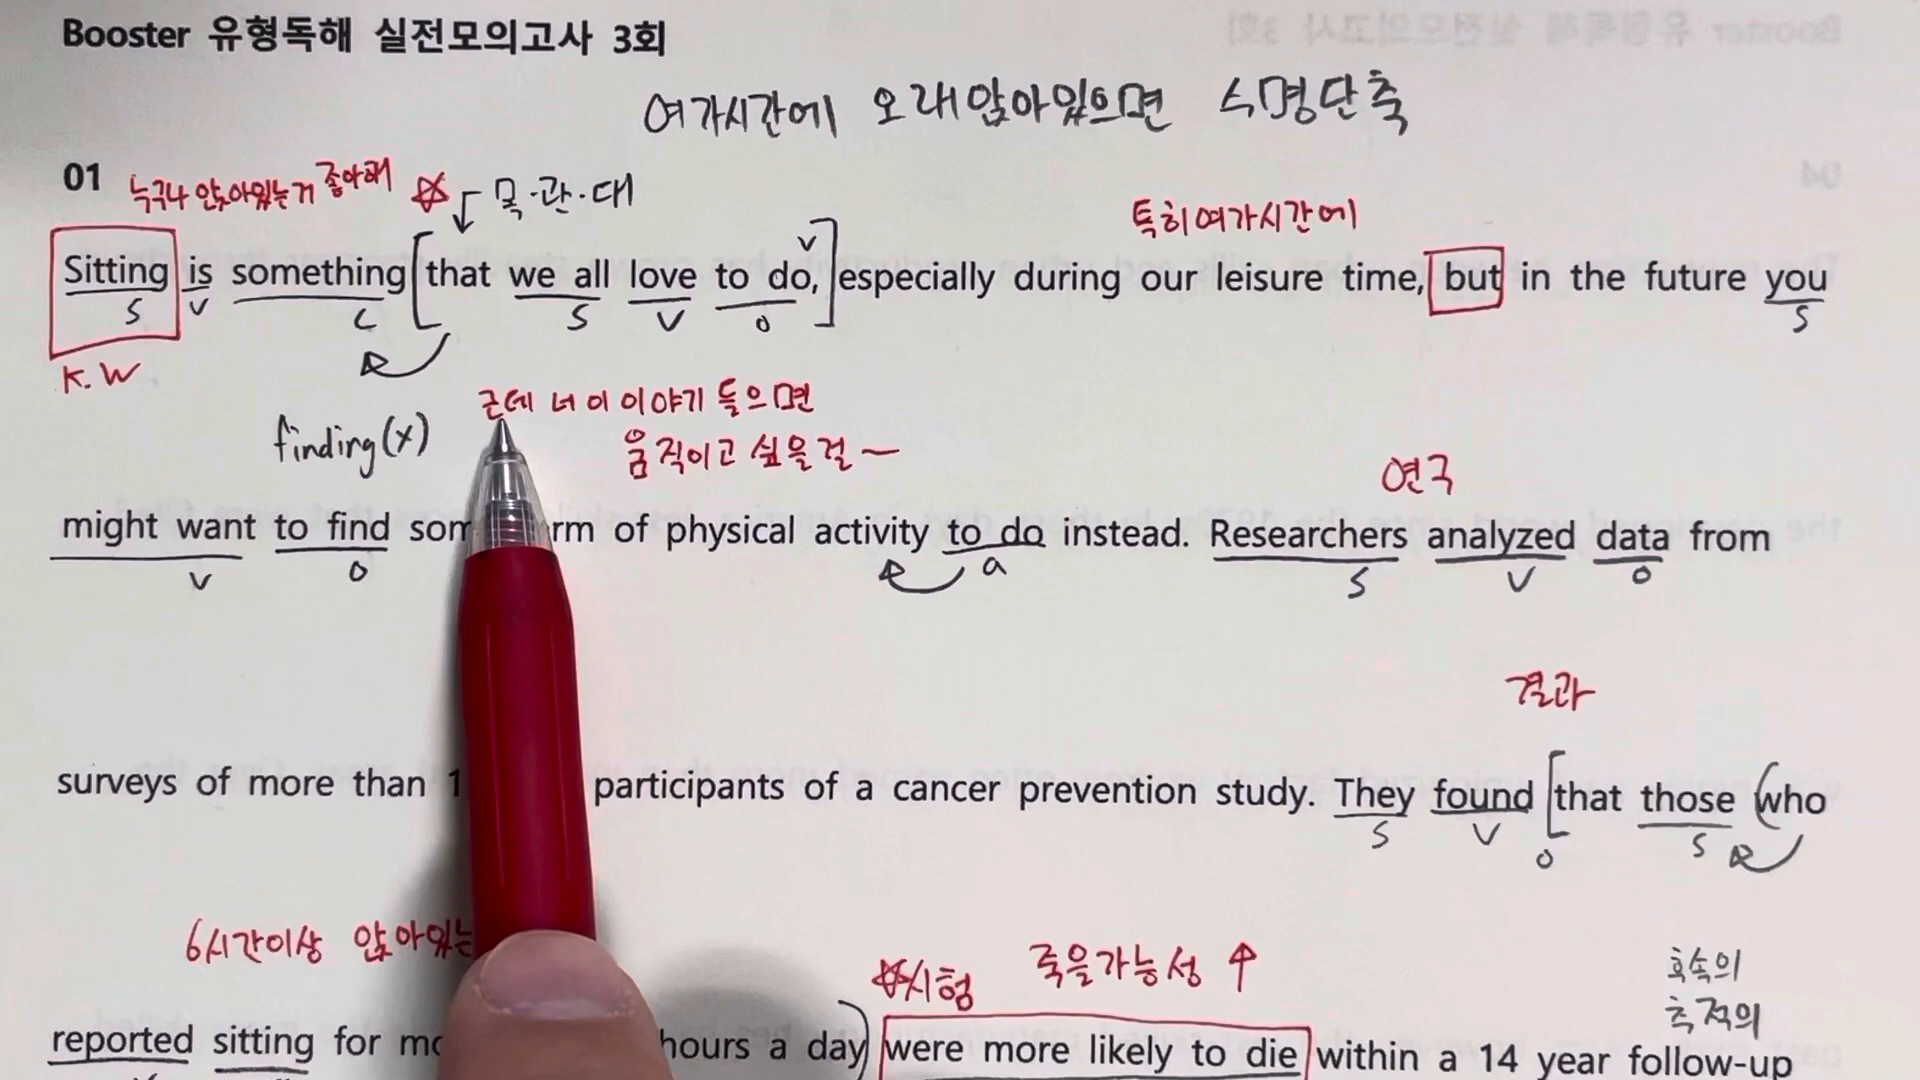 Booster 유형독해 실전모의고사 3회
여가시간에 오래앉아있으면 수명단축
01 누구나 앉아있는거 좋아해 ☆ 목·관·대
특히여가시간에
Sitting is something [that we all love to do,] especially during our leisure time, but in the future you
S V C S V O V S
K.W
근데 너 이 이야기 들으면
finding(x) 움직이고 싶을걸~
연구
might want to find som rm of physical activity to do instead. Researchers analyzed data from
V O a S V O
결과
surveys of more than 1 participants of a cancer prevention study. They found [that those (who
S V O S
6시간이상 앉아있는
☆시험 죽을가능성 ↑
후속의
추적의
reported sitting for mo hours a day) were more likely to die within a 14 year follow-up